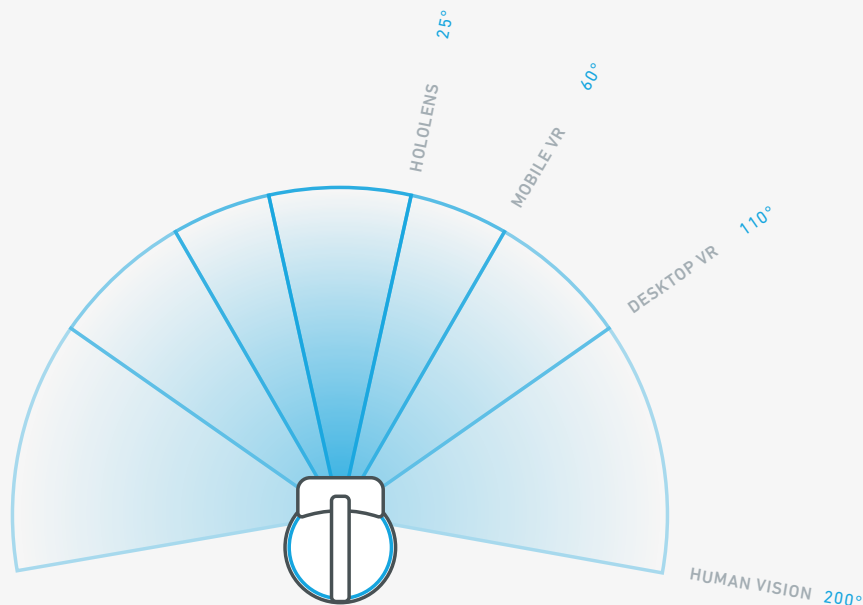 HOLOLENS 25°
MOBILE VR 60°
DESKTOP VR 110°
HUMAN VISION 200°